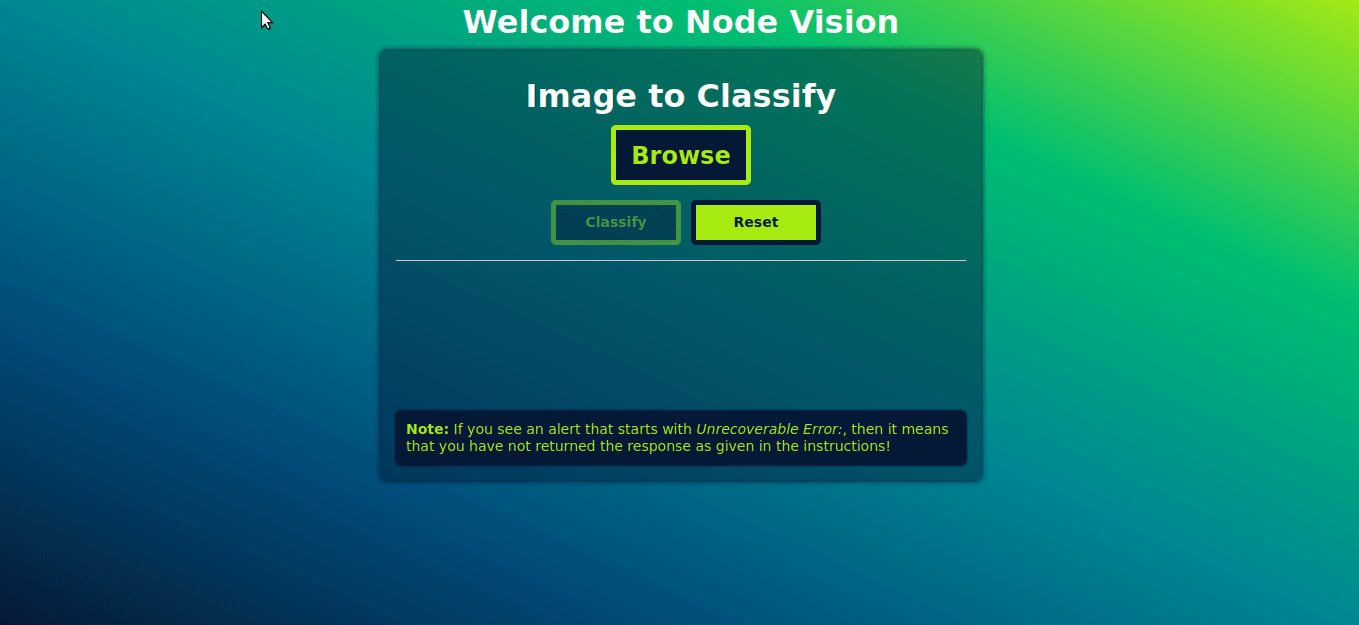 Welcome to Node Vision
Image to Classify
Browse
Classify
Reset
Note: If you see an alert that starts with Unrecoverable Error:, then it means
that you have not returned the response as given in the instructions!